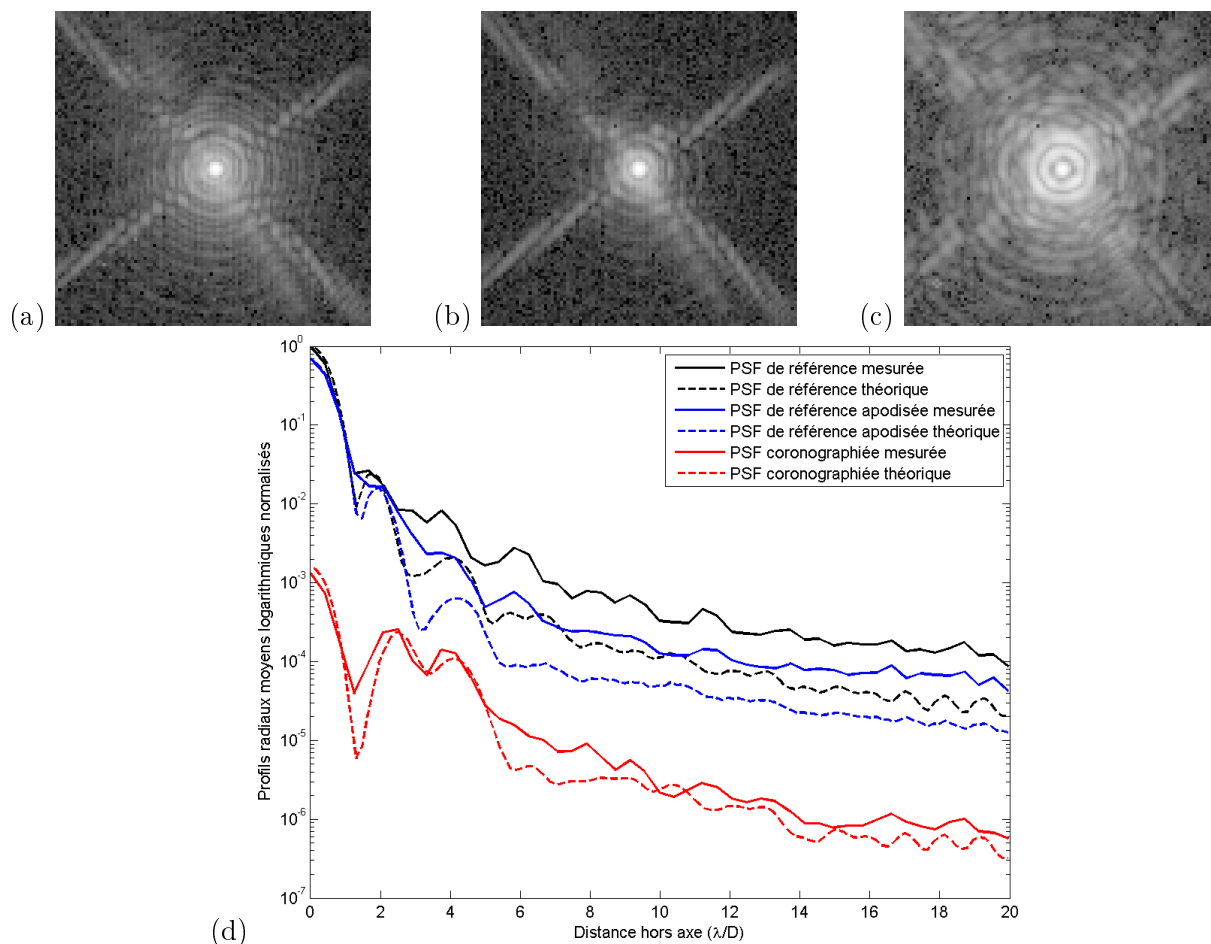 (a) (b) (c)
Profils radiaux moyens logarithmiques normalisés
10^0
10^-1
10^-2
10^-3
10^-4
10^-5
10^-6
10^-7
PSF de référence mesurée
PSF de référence théorique
PSF de référence apodisée mesurée
PSF de référence apodisée théorique
PSF coronographiée mesurée
PSF coronographiée théorique
0 2 4 6 8 10 12 14 16 18 20
(d) Distance hors axe (λ/D)